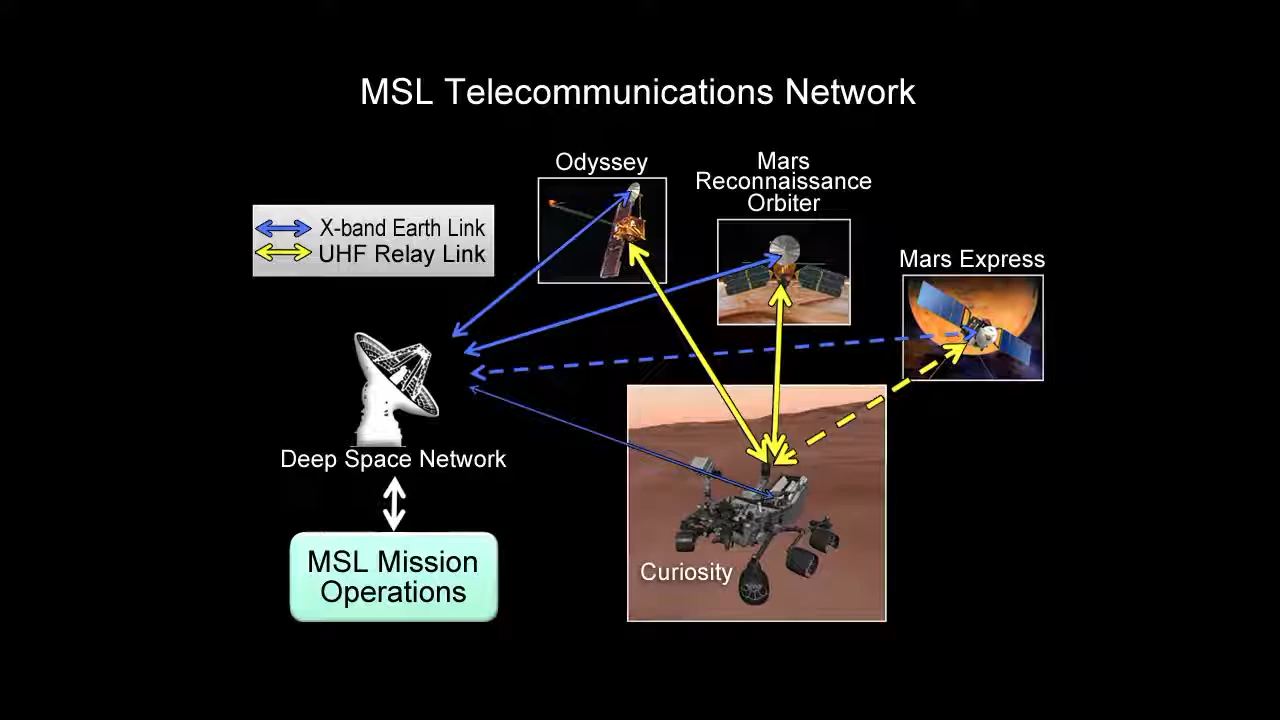 MSL Telecommunications Network
Odyssey
Mars
Reconnaissance
Orbiter
X-band Earth Link
UHF Relay Link
Mars Express
Deep Space Network
Curiosity
MSL Mission
Operations